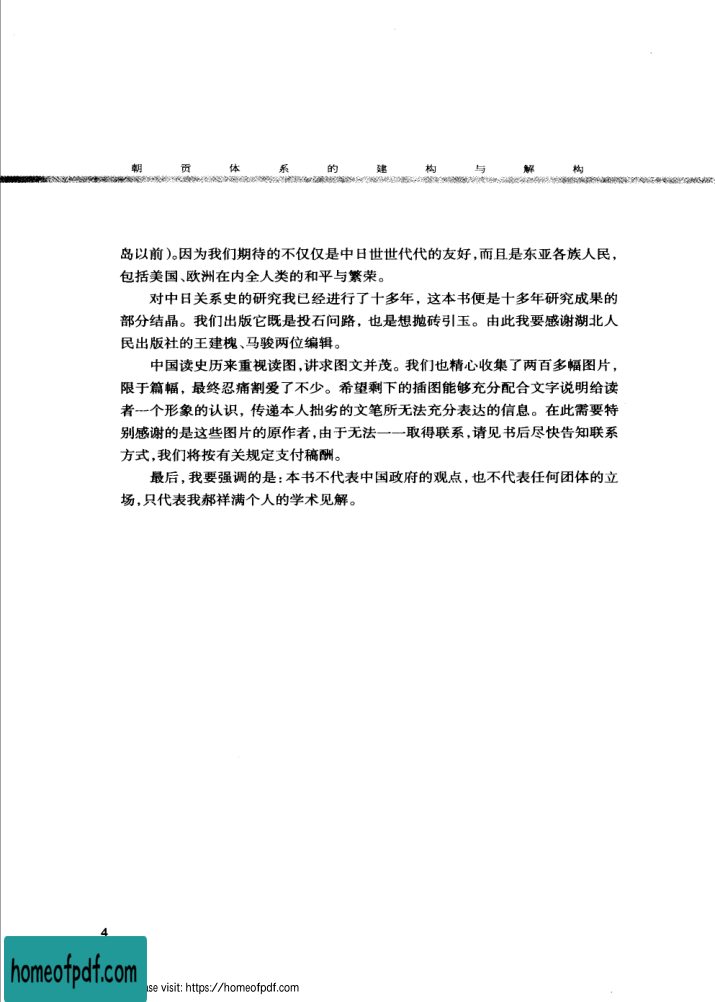 朝贡体系的建构与解构
岛以前)。因为我们期待的不仅仅是中日世世代代的友好,而且是东亚各族人民,
包括美国、欧洲在内全人类的和平与繁荣。
对中日关系史的研究我已经进行了十多年,这本书便是十多年研究成果的
部分结晶。我们出版它既是投石问路,也是想抛砖引玉。由此我要感谢湖北人
民出版社的王建槐、马骏两位编辑。
中国读史历来重视读图,讲求图文并茂。我们也精心收集了两百多幅图片,
限于篇幅,最终忍痛割爱了不少。希望剩下的插图能够充分配合文字说明给读
者一个形象的认识,传递本人拙劣的文笔所无法充分表达的信息。在此需要特
别感谢的是这些图片的原作者,由于无法一一取得联系,请见书后尽快告知联系
方式,我们将按有关规定支付稿酬。
最后,我要强调的是:本书不代表中国政府的观点,也不代表任何团体的立
场,只代表我郝祥满个人的学术见解。
4
homeofpdf.com
se visit: https://homeofpdf.com